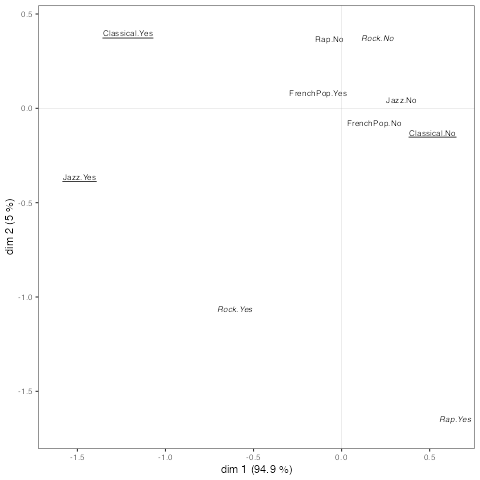 0.5
Classical.Yes
Rap.No
Rock.No
FrenchPop.Yes
Jazz.No
0.0
FrenchPop.No
Classical.No
Jazz.Yes
-0.5
dim 2 (5 %)
-1.0
Rock.Yes
-1.5
Rap.Yes
-1.5 -1.0 -0.5 0.0 0.5
dim 1 (94.9 %)